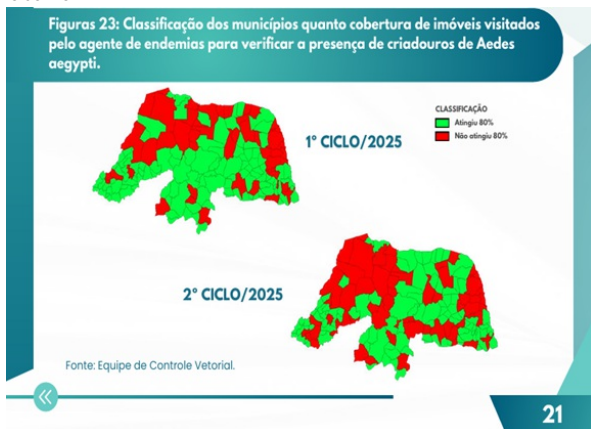 Figuras 23: Classificação dos municípios quanto cobertura de imóveis visitados
pelo agente de endemias para verificar a presença de criadouros de Aedes
aegypti.
CLASSIFICAÇÃO
Atingiu 80%
Não atingiu 80%
1° CICLO/2025
2° CICLO/2025
Fonte: Equipe de Controle Vetorial.
21